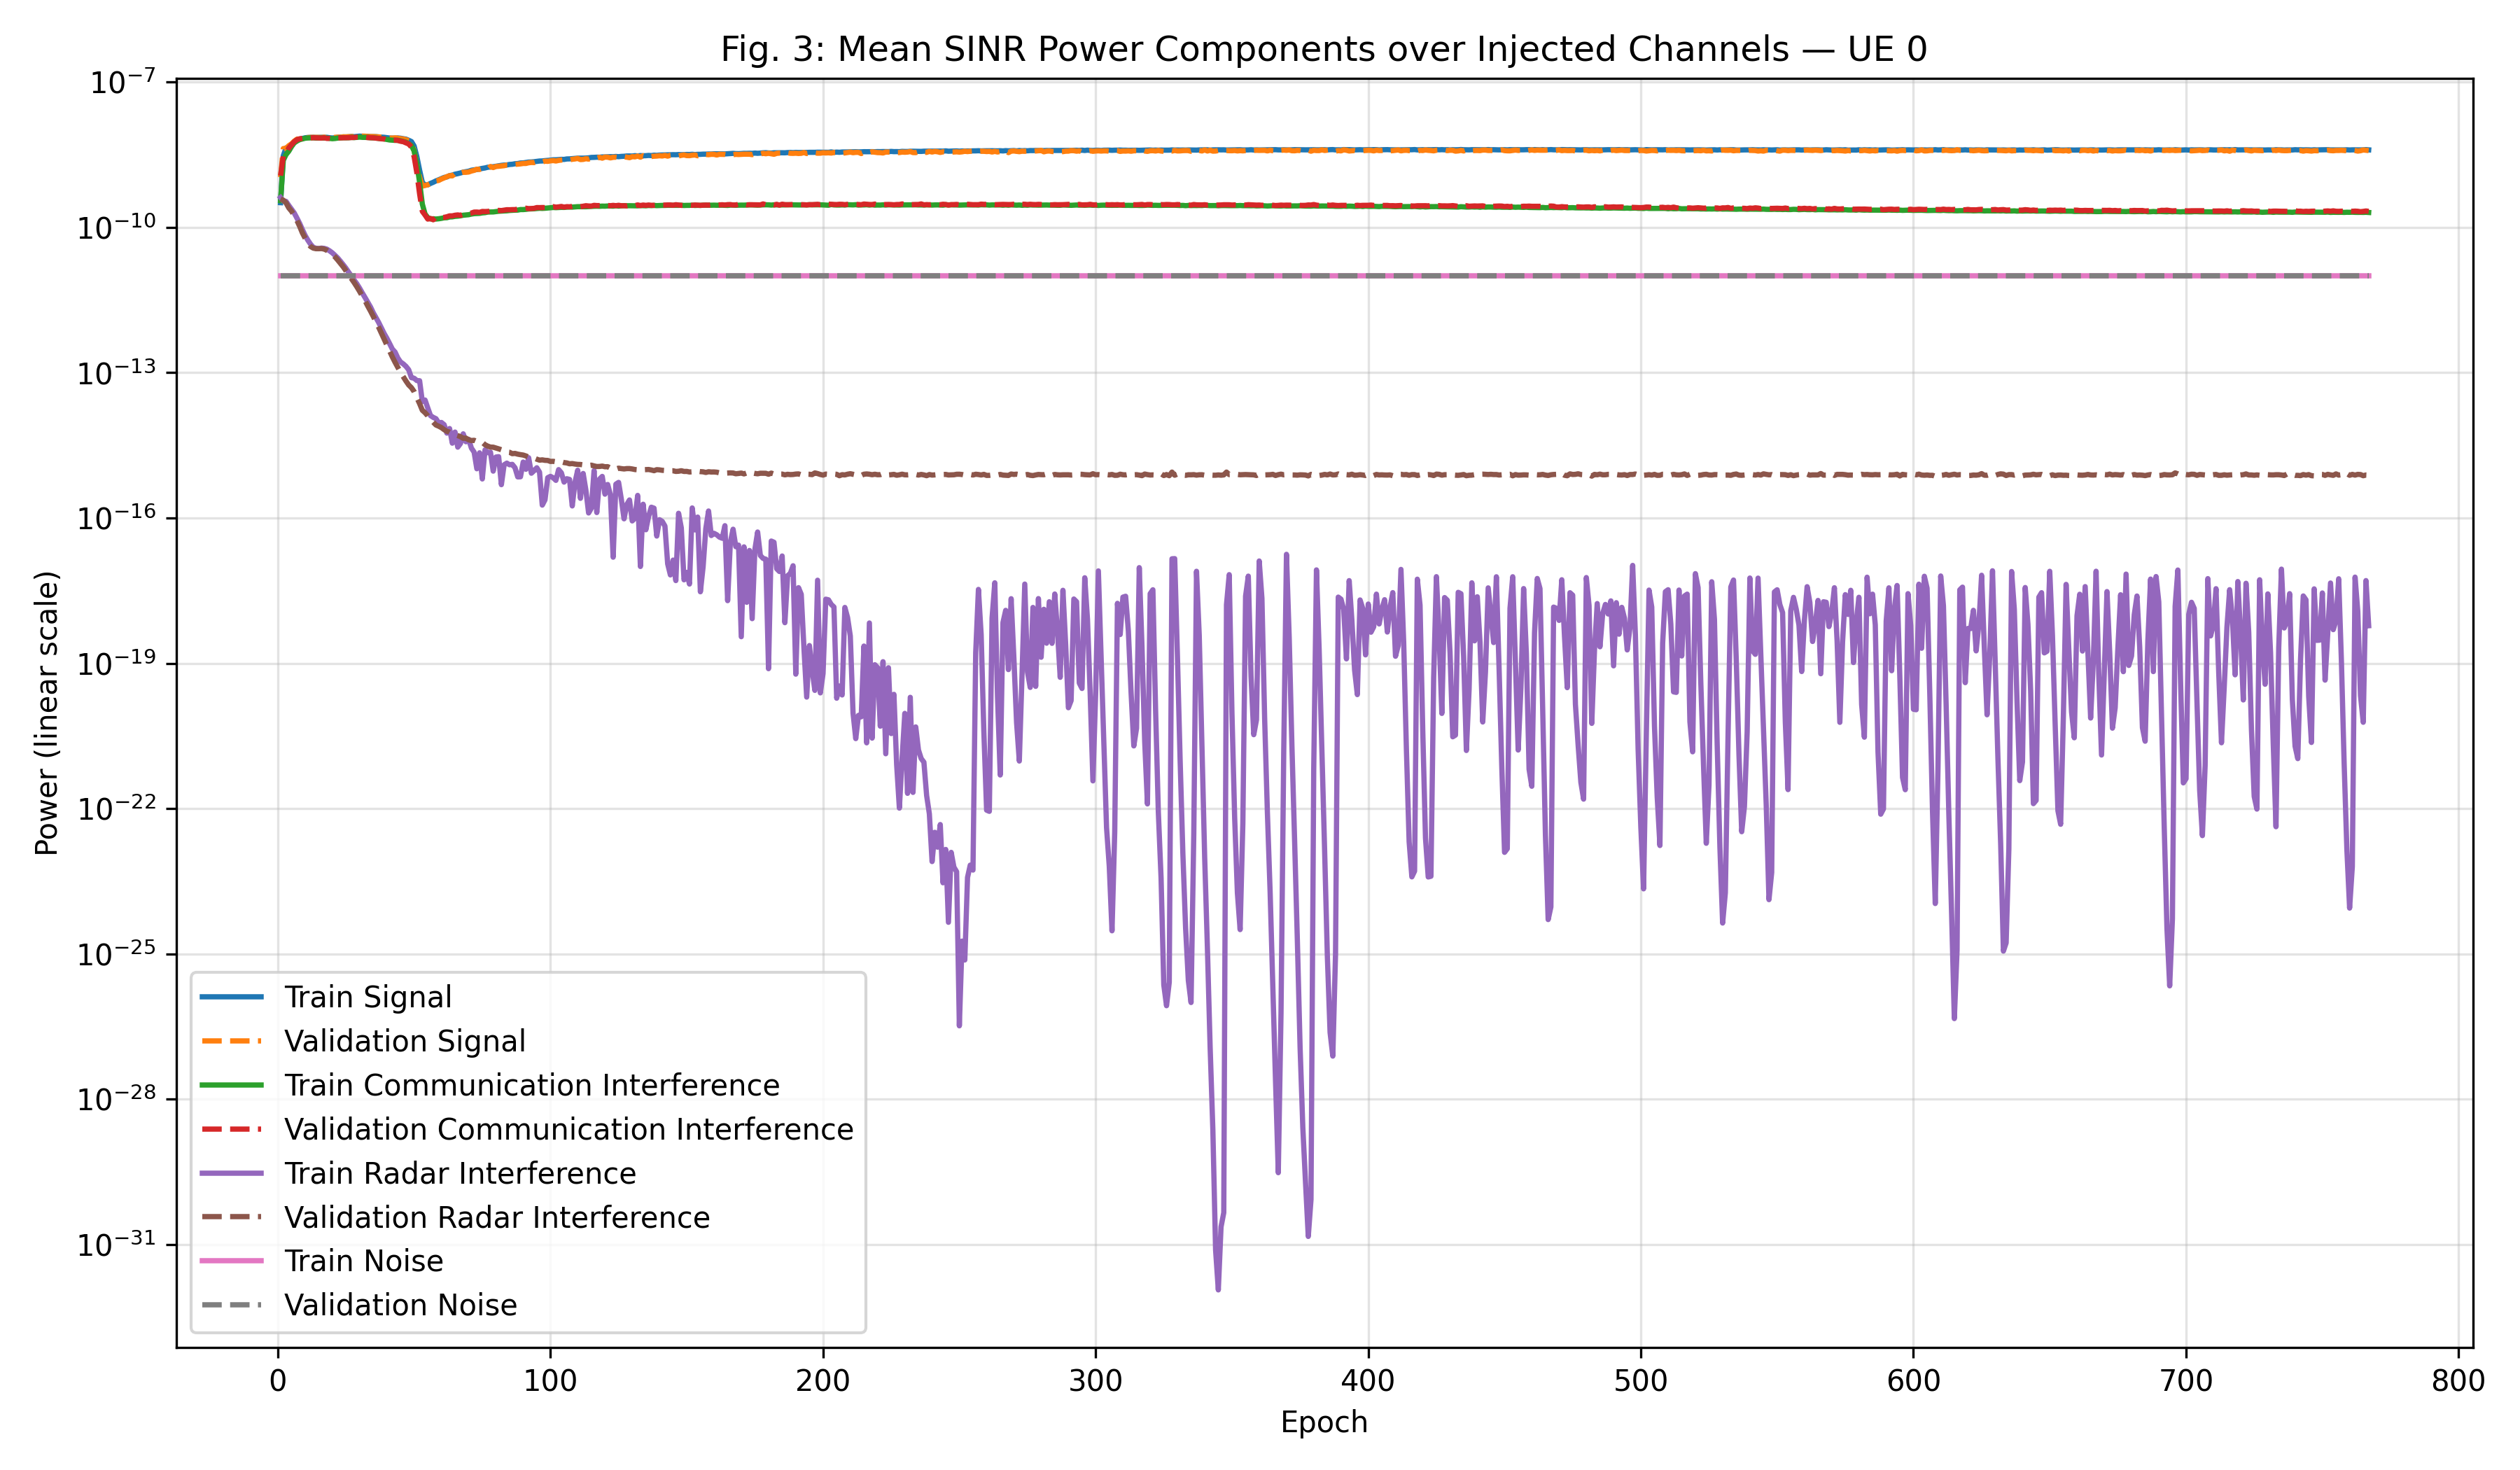 Fig. 3: Mean SINR Power Components over Injected Channels — UE 0
Power (linear scale)
10⁻⁷
10⁻¹⁰
10⁻¹³
10⁻¹⁶
10⁻¹⁹
10⁻²²
10⁻²⁵
10⁻²⁸
10⁻³¹
Train Signal
Validation Signal
Train Communication Interference
Validation Communication Interference
Train Radar Interference
Validation Radar Interference
Train Noise
Validation Noise
0 100 200 300 400 500 600 700 800
Epoch